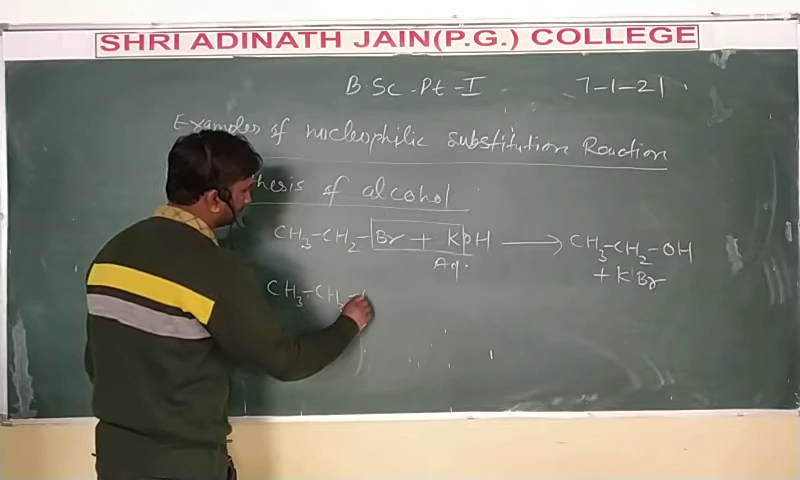 SHRI ADINATH JAIN(P.G.) COLLEGE
B.Sc-Pt-I 7-1-21
Examples of nucleophilic substitution Reaction
thesis of alcohol
CH3-CH2-Br + KOH → CH3-CH2-OH
Aq. + KBr
CH3-CH2-